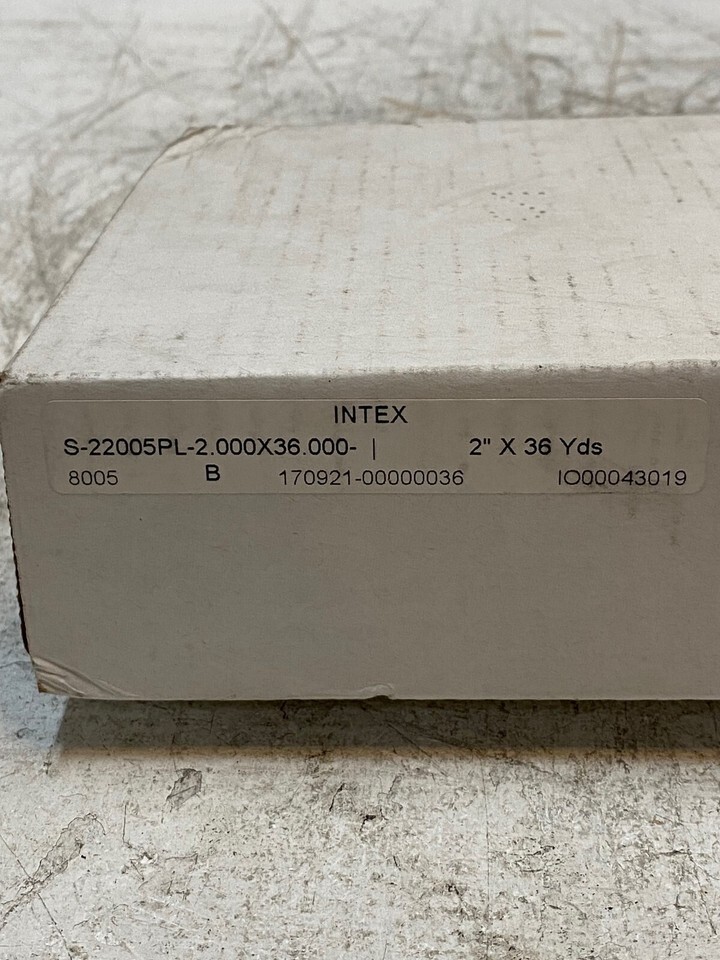 INTEX
S-22005PL-2.000X36.000- | 2" X 36 Yds
8005 B 170921-00000036 IO00043019